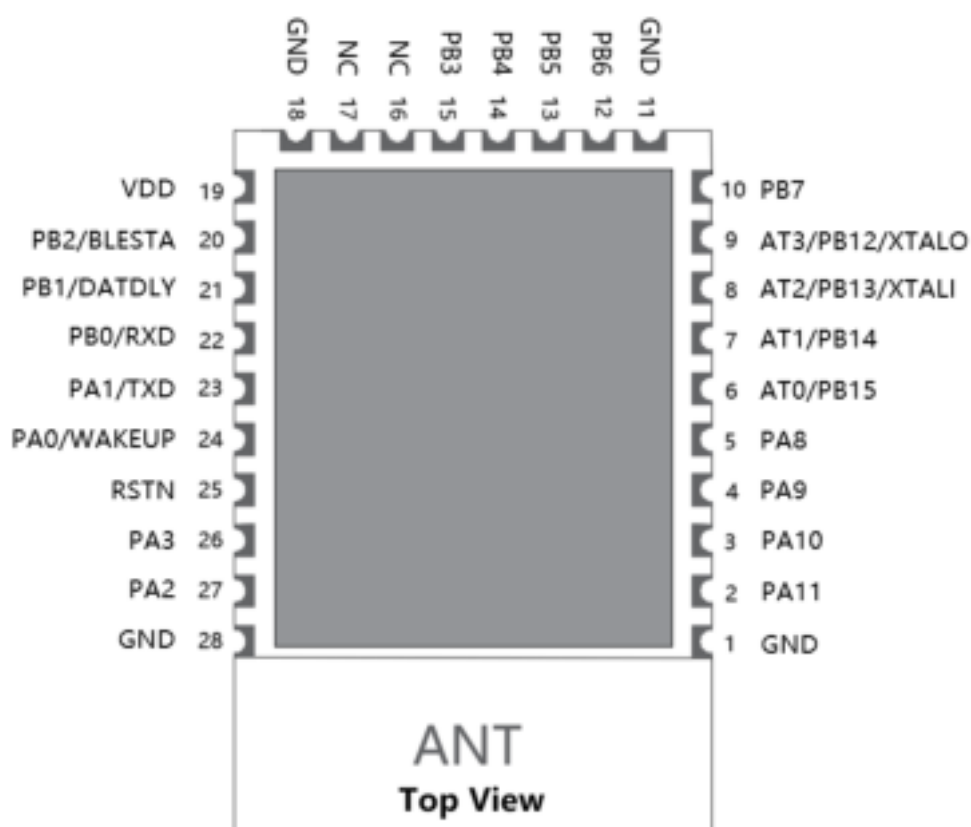 GND NC NC PB3 PB4 PB5 PB6 GND
18 17 16 15 14 13 12 11
VDD 19 10 PB7
PB2/BLESTA 20 9 AT3/PB12/XTALO
PB1/DATDLY 21 8 AT2/PB13/XTALI
PB0/RXD 22 7 AT1/PB14
PA1/TXD 23 6 AT0/PB15
PA0/WAKEUP 24 5 PA8
RSTN 25 4 PA9
PA3 26 3 PA10
PA2 27 2 PA11
GND 28 1 GND
ANT
Top View